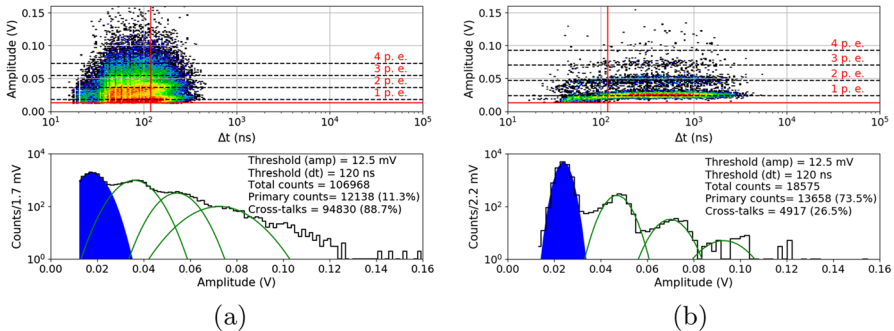 0.15
0.10
0.05
0.00
Amplitude (V)
4 p. e.
3 p. e.
2 p. e.
1 p. e.
10¹ 10² 10³ 10⁴ 10⁵
Δt (ns)
0.15
0.10
0.05
0.00
Amplitude (V)
4 p. e.
3 p. e.
2 p. e.
1 p. e.
10¹ 10² 10³ 10⁴ 10⁵
Δt (ns)
10⁴
10²
10⁰
Counts/1.7 mV
Threshold (amp) = 12.5 mV
Threshold (dt) = 120 ns
Total counts = 106968
Primary counts= 12138 (11.3%)
Cross-talks = 94830 (88.7%)
0.00 0.02 0.04 0.06 0.08 0.10 0.12 0.14 0.16
Amplitude (V)
10⁴
10²
10⁰
Counts/2.2 mV
Threshold (amp) = 12.5 mV
Threshold (dt) = 120 ns
Total counts = 18575
Primary counts= 13658 (73.5%)
Cross-talks = 4917 (26.5%)
0.00 0.02 0.04 0.06 0.08 0.10 0.12 0.14 0.16
Amplitude (V)
(a)
(b)